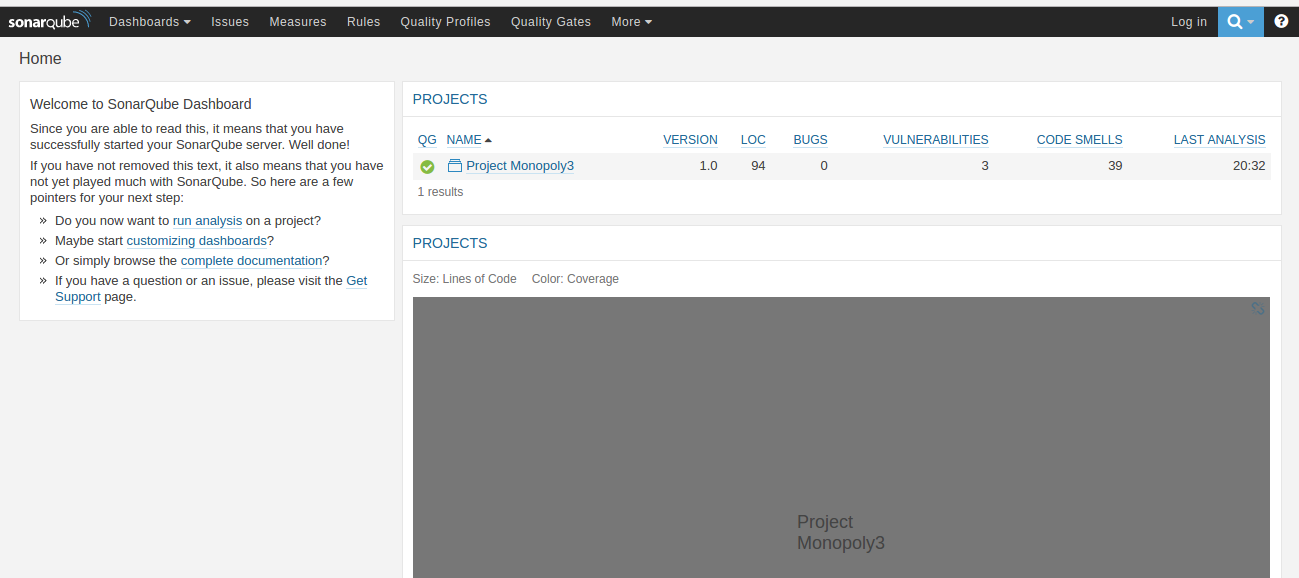 sonarqube Dashboards Issues Measures Rules Quality Profiles Quality Gates More Log in
Home
Welcome to SonarQube Dashboard
Since you are able to read this, it means that you have
successfully started your SonarQube server. Well done!
If you have not removed this text, it also means that you have
not yet played much with SonarQube. So here are a few
pointers for your next step:
» Do you now want to run analysis on a project?
» Maybe start customizing dashboards?
» Or simply browse the complete documentation?
» If you have a question or an issue, please visit the Get
Support page.
PROJECTS
QG NAME VERSION LOC BUGS VULNERABILITIES CODE SMELLS LAST ANALYSIS
Project Monopoly3 1.0 94 0 3 39 20:32
1 results
PROJECTS
Size: Lines of Code Color: Coverage
Project
Monopoly3